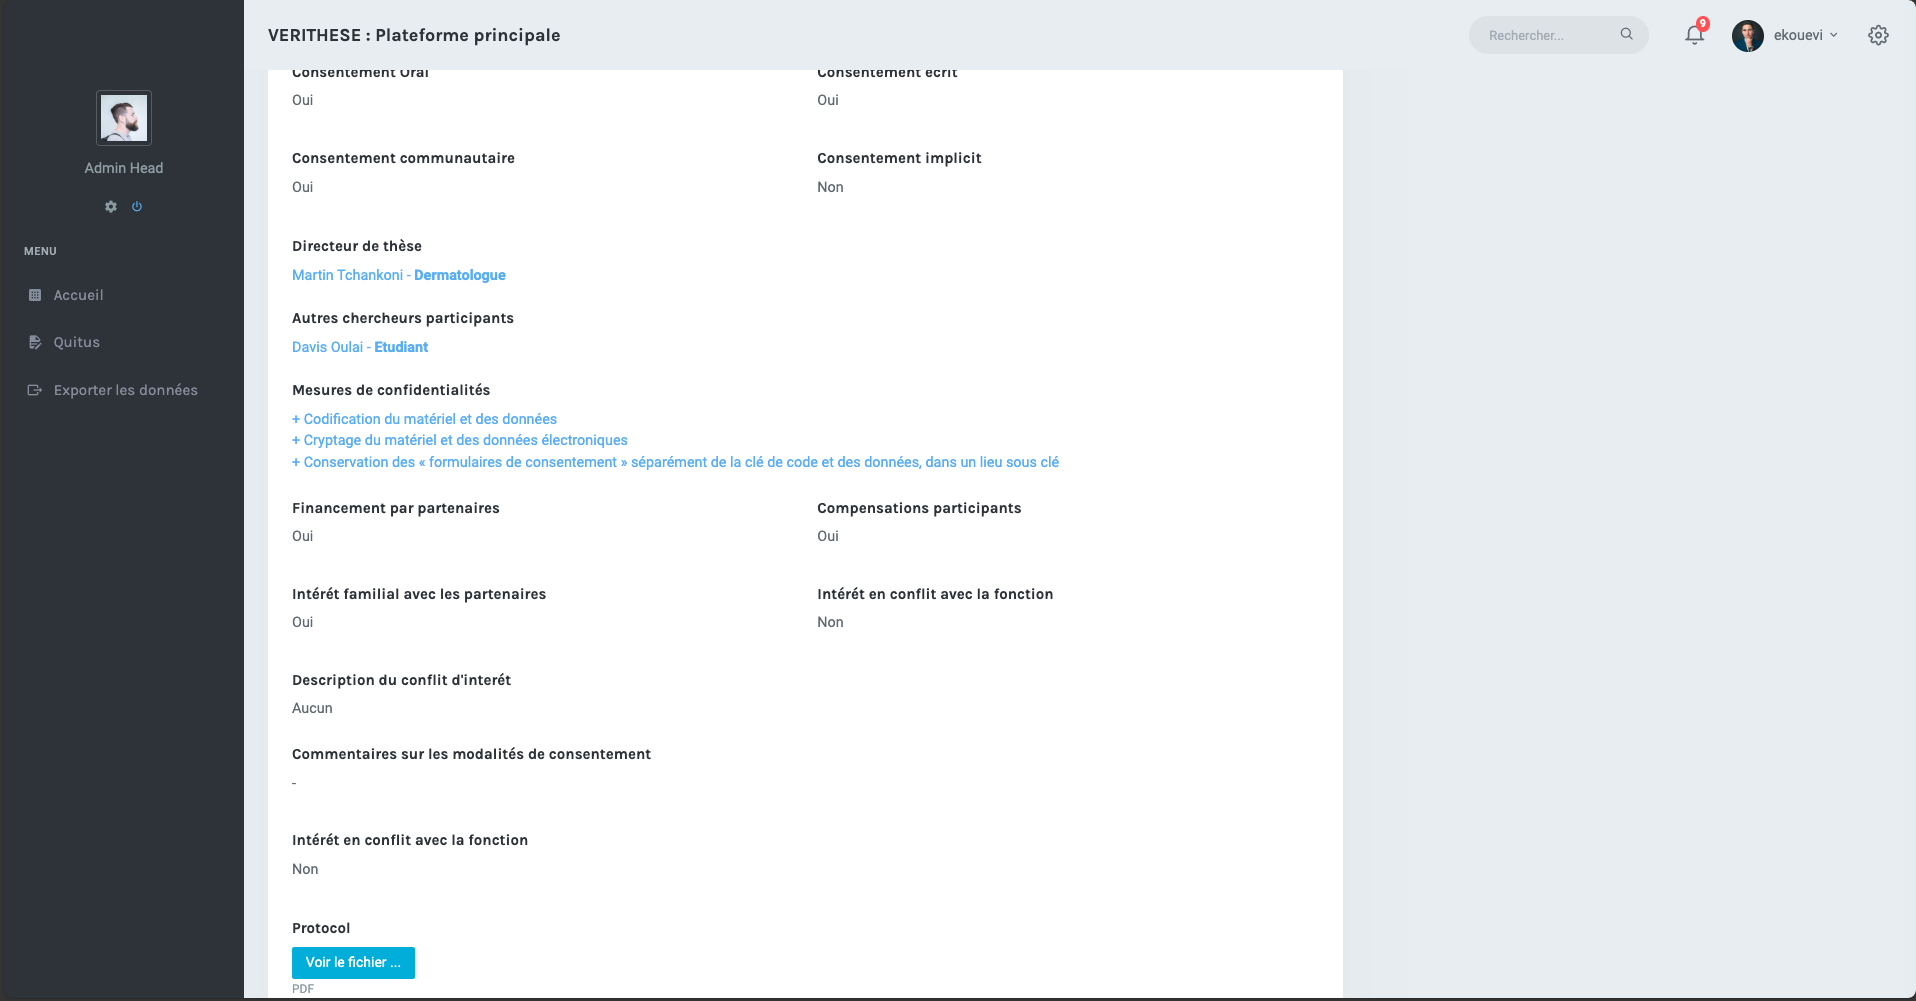 VERITHESE : Plateforme principale
Rechercher...
9
ekouevi
Admin Head
MENU
Accueil
Quitus
Exporter les données
Consentement Oral
Consentement écrit
Oui
Oui
Consentement communautaire
Consentement implicit
Oui
Non
Directeur de thèse
Martin Tchankoni - Dermatologue
Autres chercheurs participants
Davis Oulai - Etudiant
Mesures de confidentialités
+ Codification du matériel et des données
+ Cryptage du matériel et des données électroniques
+ Conservation des « formulaires de consentement » séparément de la clé de code et des données, dans un lieu sous clé
Financement par partenaires
Compensations participants
Oui
Oui
Intérét familial avec les partenaires
Intérét en conflit avec la fonction
Oui
Non
Description du conflit d'interét
Aucun
Commentaires sur les modalités de consentement
-
Intérét en conflit avec la fonction
Non
Protocol
Voir le fichier ...
PDF